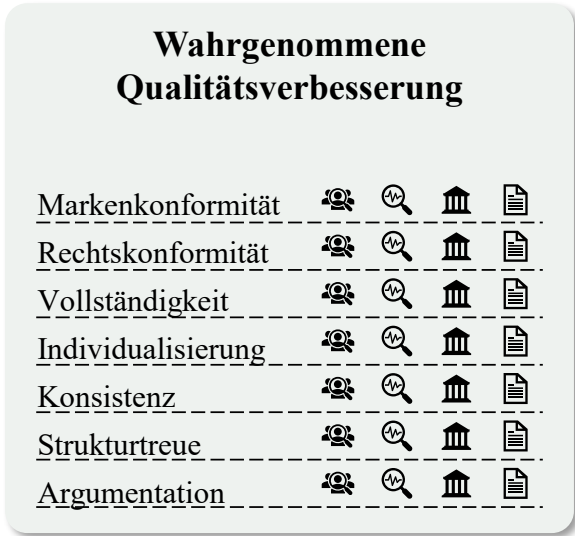 Wahrgenommene
Qualitätsverbesserung
Markenkonformität
Rechtskonformität
Vollständigkeit
Individualisierung
Konsistenz
Strukturtreue
Argumentation